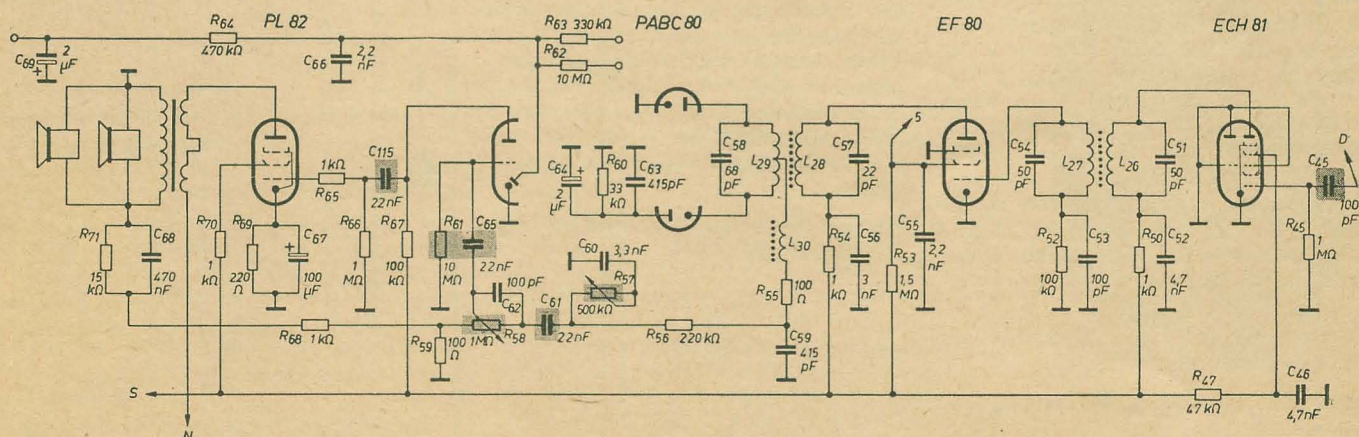 R64
470 kΩ
PL 82
R63 330 kΩ
R62
10 MΩ
PABC 80
EF 80
ECH 81
C69
+
2 µF
C66
2,2 nF
C115
22 nF
1 kΩ
R65
R70
1 kΩ
R69
220 Ω
C67
+
100 µF
R66
1 MΩ
R67
100 kΩ
R61
10 MΩ
C65
22 nF
C64
+
2 µF
R60
33 kΩ
C63
415 pF
C58
68 pF
L29
L28
C57
22 pF
5
C54
50 pF
L27
L26
C51
50 pF
C45
100 pF
D
R45
1 MΩ
R71
15 kΩ
C68
470 nF
100 pF
C62
C61
22 nF
C60
3,3 nF
R57
500 kΩ
L30
R55
100 Ω
R54
1 kΩ
C56
3 nF
C55
2,2 nF
R53
1,5 MΩ
R52
100 kΩ
C53
100 pF
R50
1 kΩ
C52
4,7 nF
R68
1 kΩ
R59
100 Ω
1 MΩ
R58
R56
220 kΩ
C59
415 pF
S
R47
47 kΩ
C46
4,7 nF
N